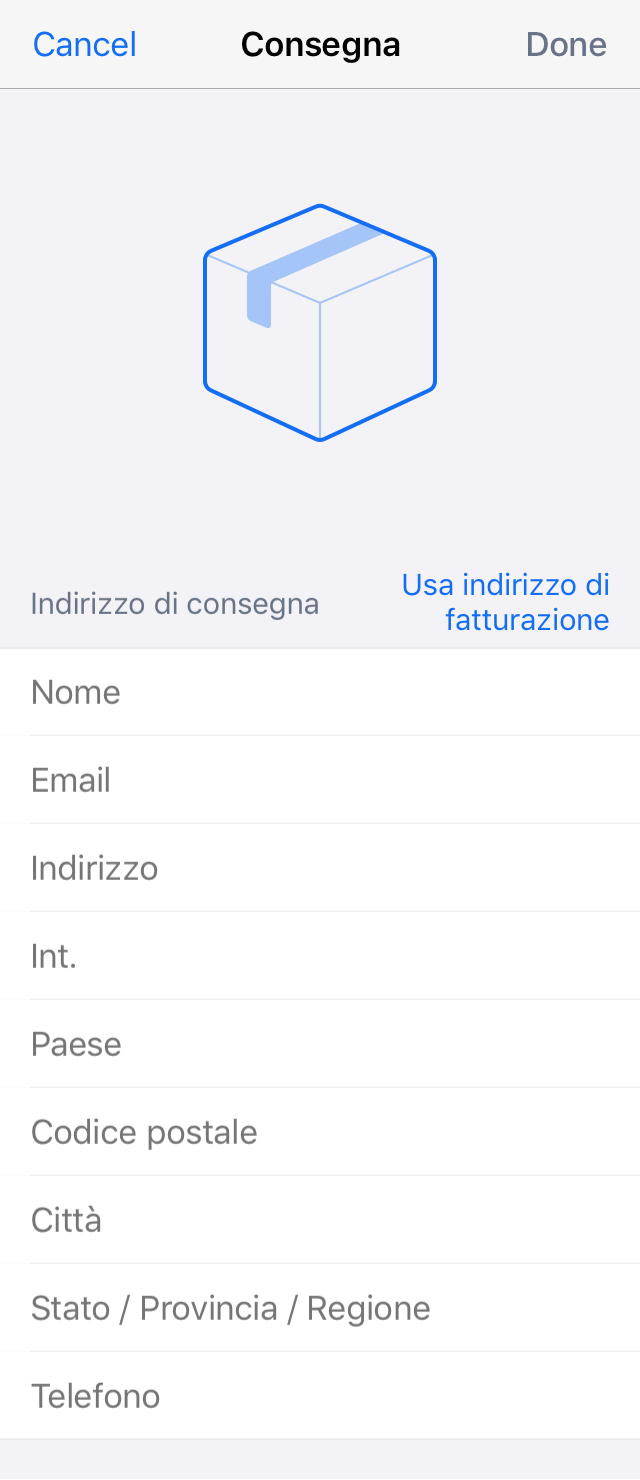 Cancel Consegna Done
Indirizzo di consegna
Usa indirizzo di
fatturazione
Nome
Email
Indirizzo
Int.
Paese
Codice postale
Città
Stato / Provincia / Regione
Telefono